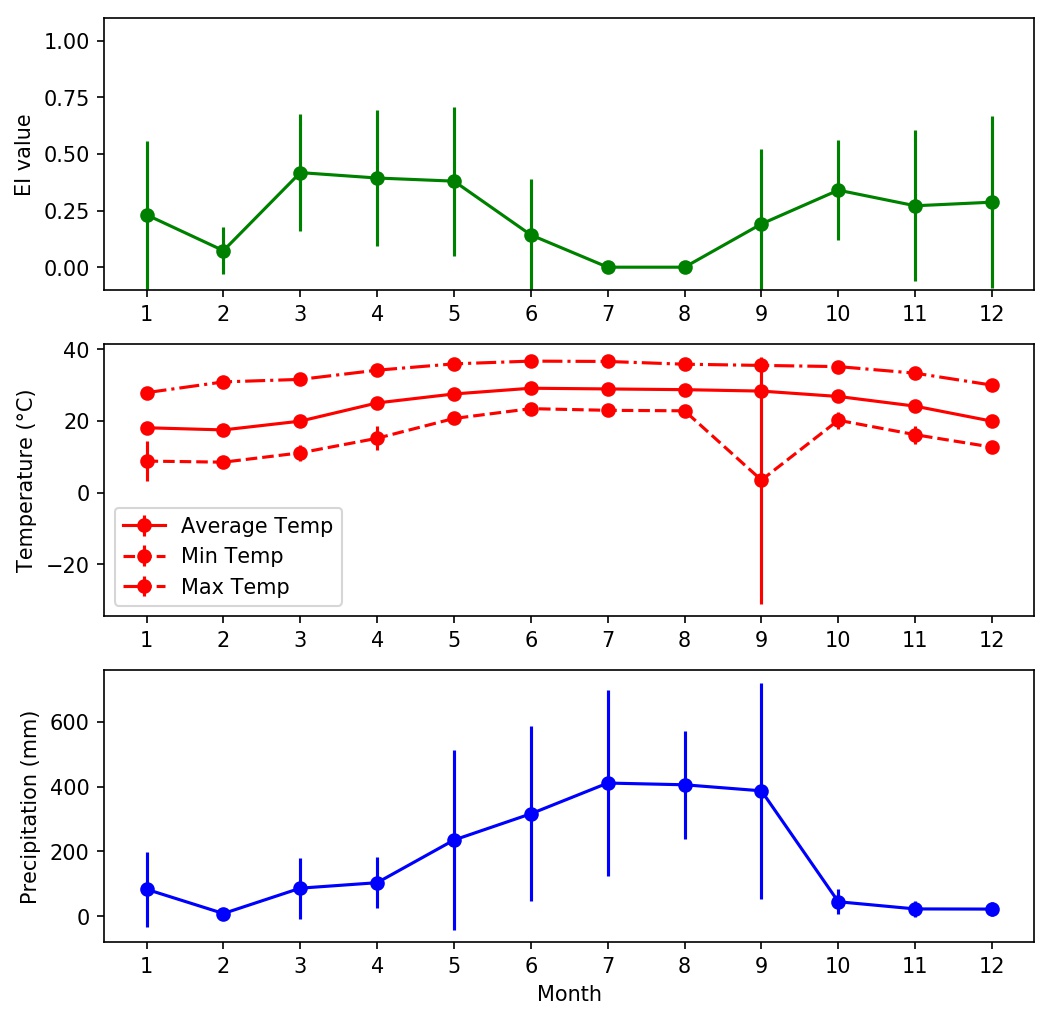 EI value
1.00
0.75
0.50
0.25
0.00
1 2 3 4 5 6 7 8 9 10 11 12
Temperature (°C)
40
20
0
−20
Average Temp
Min Temp
Max Temp
1 2 3 4 5 6 7 8 9 10 11 12
Precipitation (mm)
600
400
200
0
1 2 3 4 5 6 7 8 9 10 11 12
Month